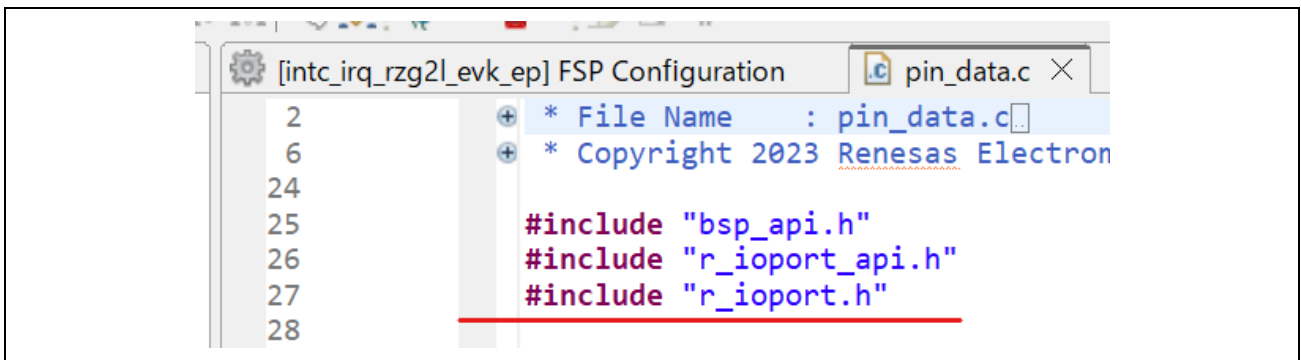 [intc_irq_rzg2l_evk_ep] FSP Configuration pin_data.c
2 * File Name : pin_data.c
6 * Copyright 2023 Renesas Electron
24
25 #include "bsp_api.h"
26 #include "r_ioport_api.h"
27 #include "r_ioport.h"
28